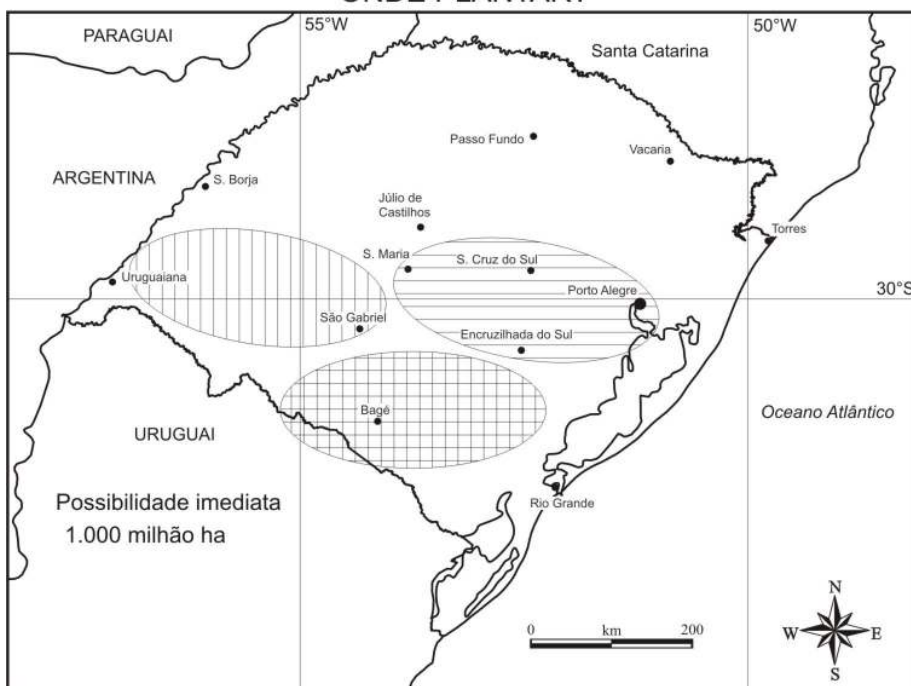 ONDE PLANTAR?
55°W
50°W
PARAGUAI
Santa Catarina
Passo Fundo
Vacaria
ARGENTINA
S. Borja
Júlio de
Castilhos
Torres
S. Maria
S. Cruz do Sul
Uruguaiana
Porto Alegre
30°S
São Gabriel
Encruzilhada do Sul
Bagé
Oceano Atlântico
URUGUAI
Possibilidade imediata
1.000 milhão ha
Rio Grande
N
0
200
km
W
E
S